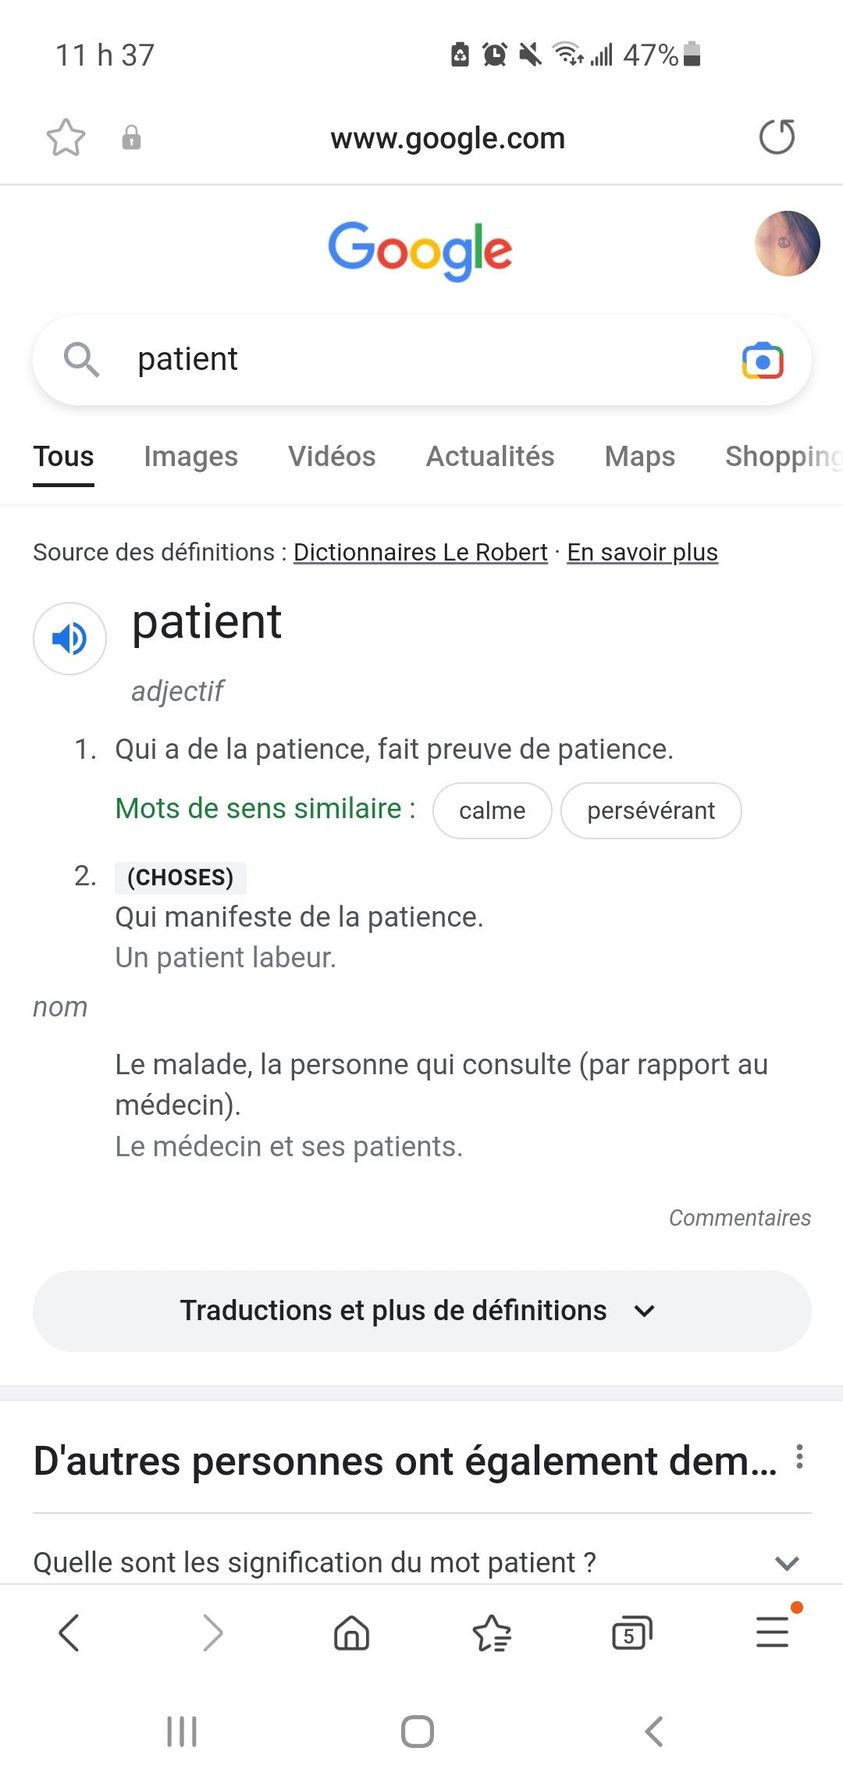 11 h 37
47%
www.google.com
Google
patient
Tous Images Vidéos Actualités Maps Shopping
Source des définitions : Dictionnaires Le Robert · En savoir plus
patient
adjectif
1. Qui a de la patience, fait preuve de patience.
Mots de sens similaire : calme persévérant
2. (CHOSES)
Qui manifeste de la patience.
Un patient labeur.
nom
Le malade, la personne qui consulte (par rapport au
médecin).
Le médecin et ses patients.
Commentaires
Traductions et plus de définitions
D'autres personnes ont également dem...
Quelle sont les signification du mot patient ?
5